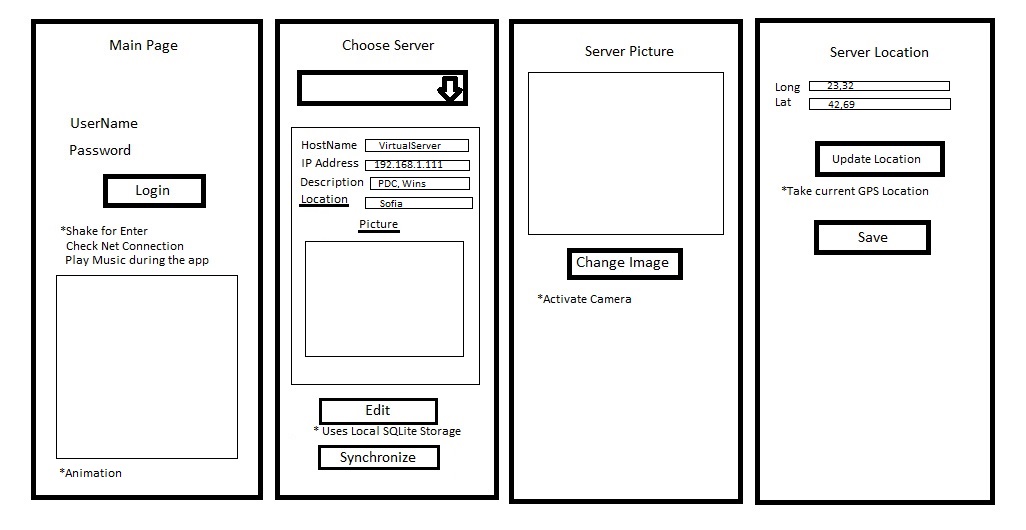 Main Page
UserName
Password
Login
*Shake for Enter
Check Net Connection
Play Music during the app
*Animation
Choose Server
HostName VirtualServer
IP Address 192.168.1.111
Description PDC, Wins
Location Sofia
Picture
Edit
* Uses Local SQLite Storage
Synchronize
Server Picture
Change Image
*Activate Camera
Server Location
Long 23,32
Lat 42,69
Update Location
*Take current GPS Location
Save